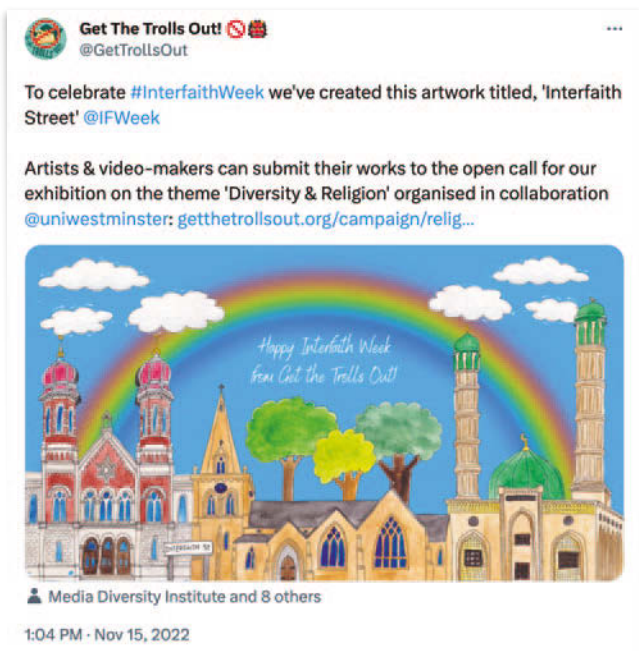 Get The Trolls Out! 🚫👹
@GetTrollsOut
To celebrate #InterfaithWeek we've created this artwork titled, 'Interfaith
Street' @IFWeek
Artists & video-makers can submit their works to the open call for our
exhibition on the theme 'Diversity & Religion' organised in collaboration
@uniwestminster: getthetrollsout.org/campaign/relig...
Happy Interfaith Week
from Get the Trolls Out!
INTERFAITH ST
Media Diversity Institute and 8 others
1:04 PM · Nov 15, 2022